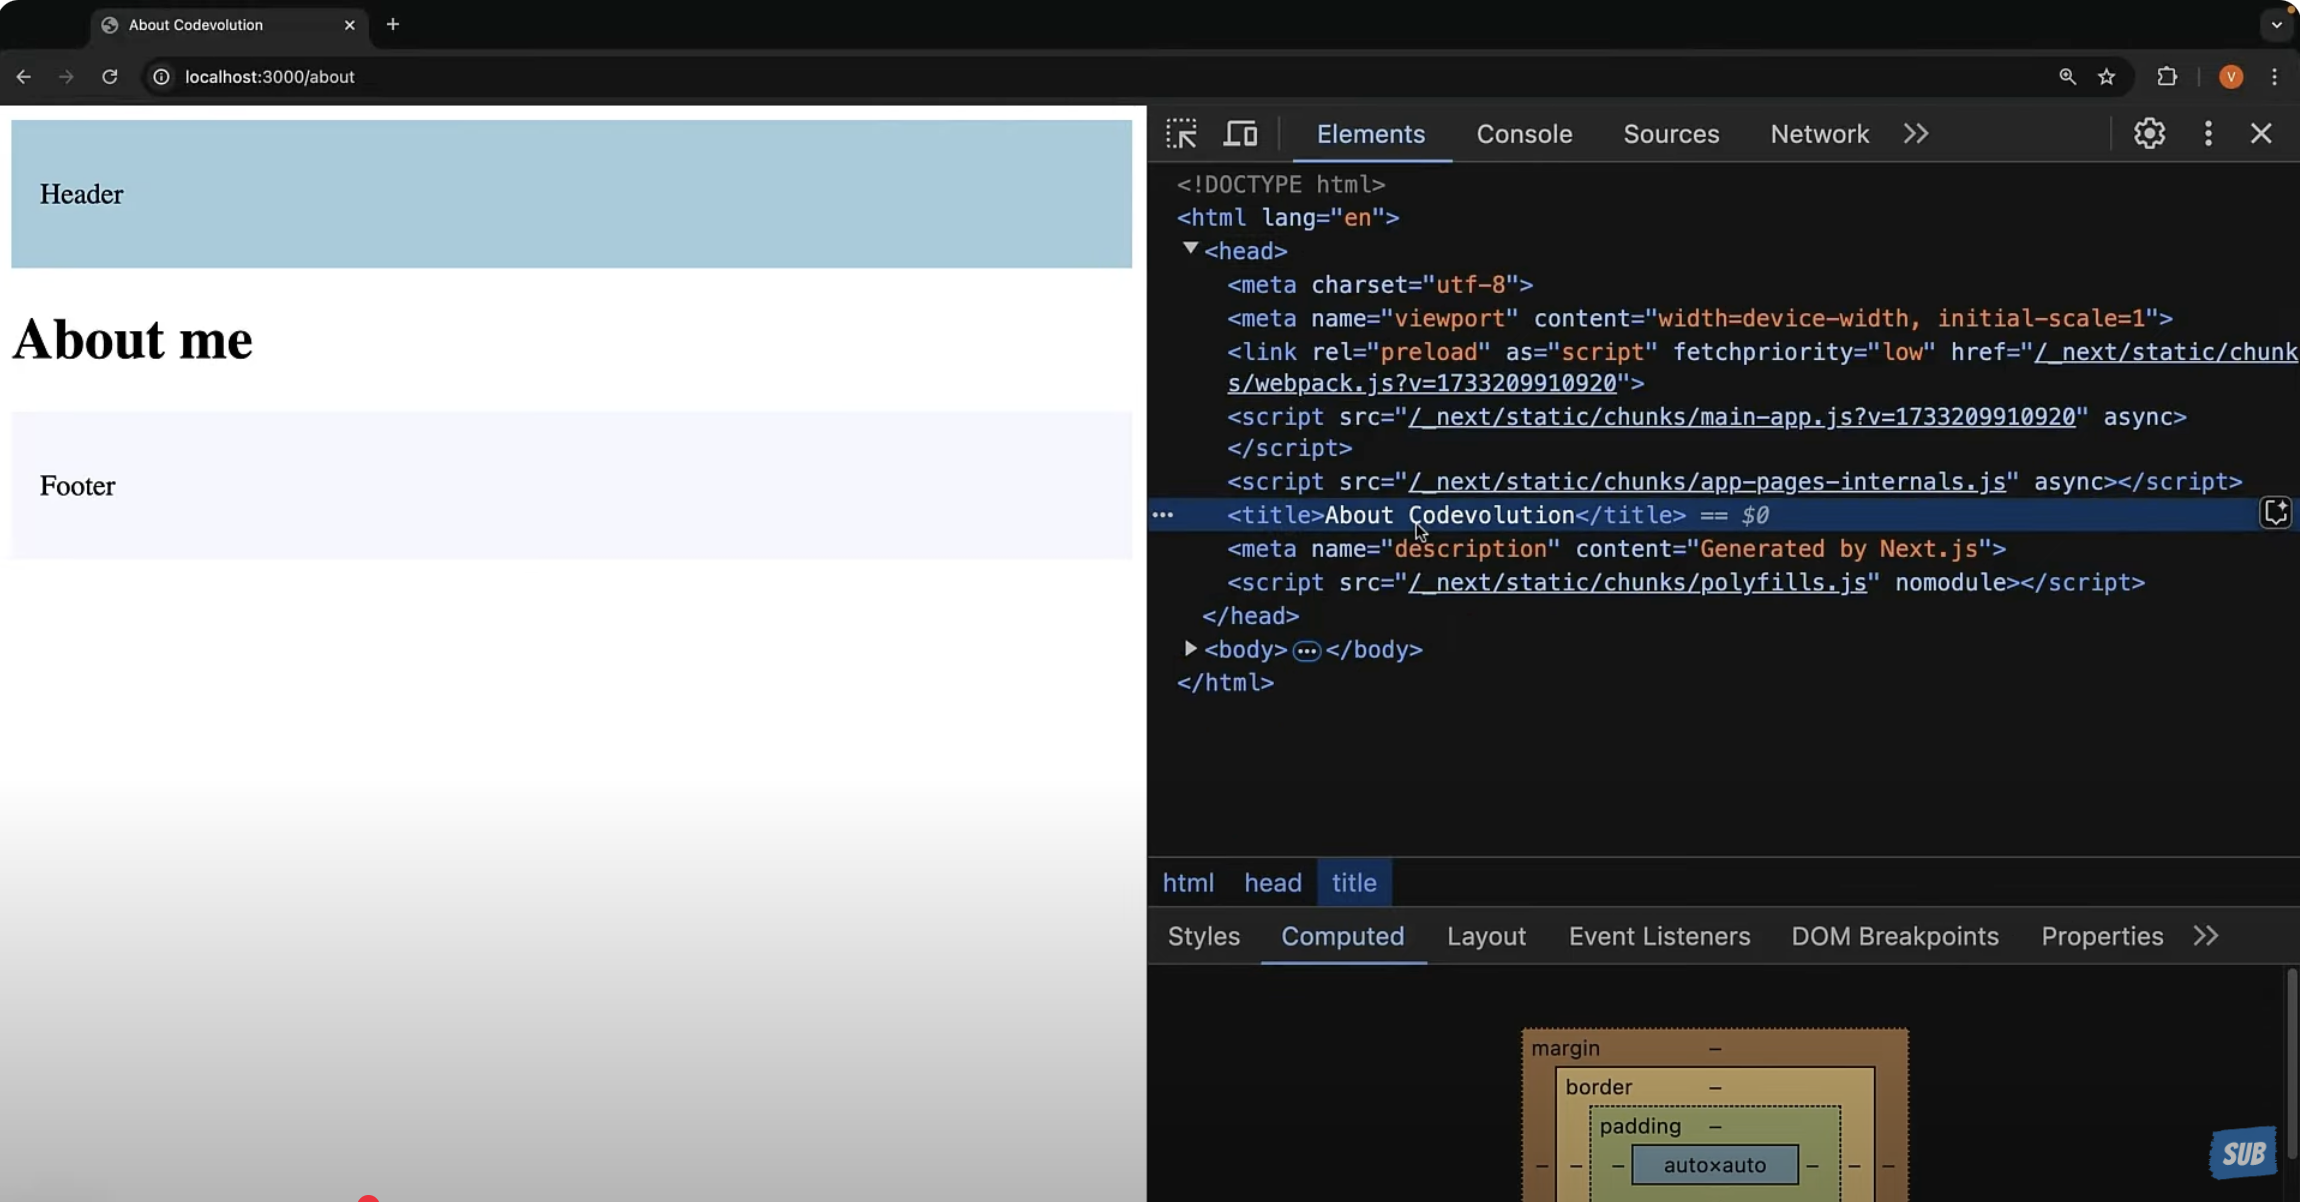 About Codevolution
localhost:3000/about
V
Header
About me
Footer
Elements Console Sources Network
<!DOCTYPE html>
<html lang="en">
<head>
<meta charset="utf-8">
<meta name="viewport" content="width=device-width, initial-scale=1">
<link rel="preload" as="script" fetchpriority="low" href="/_next/static/chunk
s/webpack.js?v=1733209910920">
<script src="/_next/static/chunks/main-app.js?v=1733209910920" async>
</script>
<script src="/_next/static/chunks/app-pages-internals.js" async></script>
<title>About Codevolution</title> == $0
<meta name="description" content="Generated by Next.js">
<script src="/_next/static/chunks/polyfills.js" nomodule></script>
</head>
<body>…</body>
</html>
html head title
Styles Computed Layout Event Listeners DOM Breakpoints Properties
margin –
border –
padding –
– – – auto×auto – – –
SUB